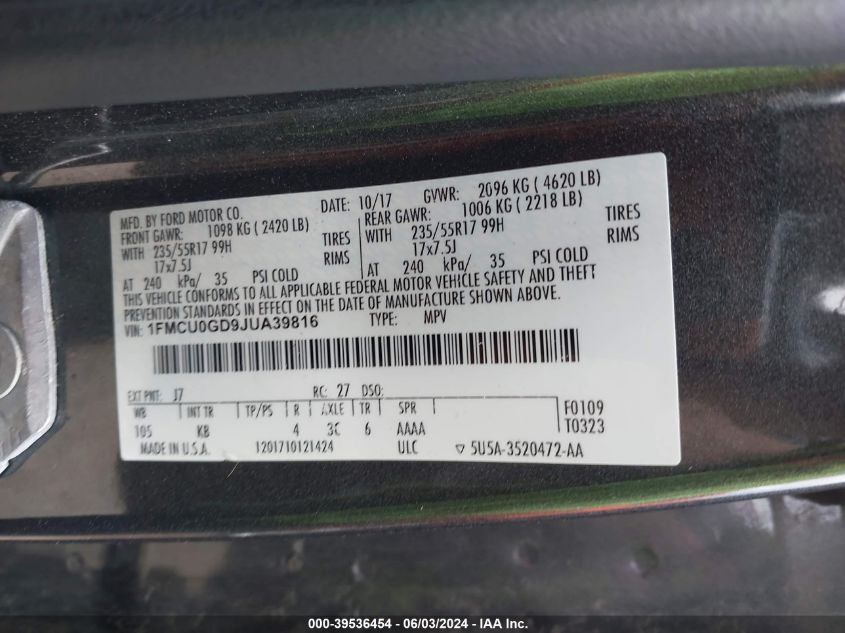 MFD. BY FORD MOTOR CO. DATE: 10/17 GVWR: 2096 KG ( 4620 LB)
FRONT GAWR: 1098 KG ( 2420 LB) REAR GAWR: 1006 KG ( 2218 LB)
WITH 235/55R17 99H TIRES WITH 235/55R17 99H TIRES
17x7.5J RIMS 17x7.5J RIMS
AT 240 kPa/ 35 PSI COLD AT 240 kPa/ 35 PSI COLD
THIS VEHICLE CONFORMS TO ALL APPLICABLE FEDERAL MOTOR VEHICLE SAFETY AND THEFT
PREVENTION STANDARDS IN EFFECT ON THE DATE OF MANUFACTURE SHOWN ABOVE.
VIN: 1FMCU0GD9JUA39816 TYPE: MPV
EXT PNT: J7 RC: 27 DSO:
WB INT TR TP/PS R AXLE TR SPR F0109
105 KB 4 3C 6 AAAA T0323
MADE IN U.S.A. 1201710121424 ULC ▽ 5U5A-3520472-AA
000-39536454 / 06/03/2024 - IAA Inc.